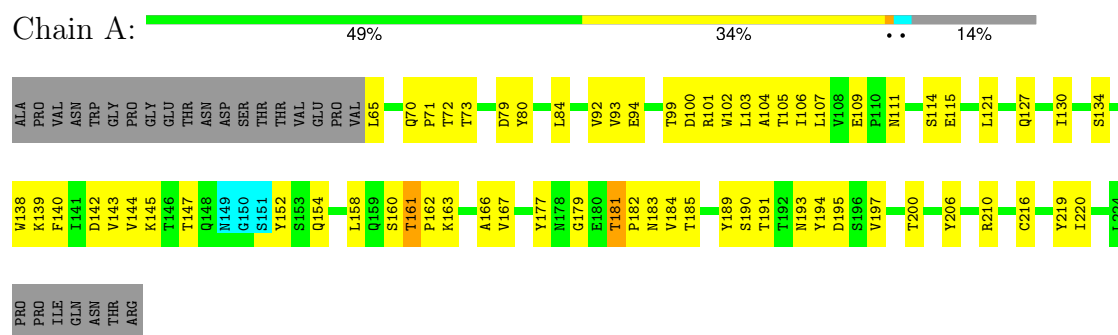 Chain A:
49% 34% • • 14%
ALA PRO VAL ASN TRP GLY PRO GLY GLU THR ASN ASP SER THR THR VAL GLU PRO VAL L65 Q70 P71 T72 T73 D79 Y80 L84 V92 V93 E94 T99 D100 R101 W102 L103 A104 T105 I106 L107 V108 E109 P110 N111 S114 E115 L121 Q127 I130 S134
W138 K139 F140 I141 D142 V143 V144 K145 T146 T147 Q148 N149 G150 S151 Y152 S153 Q154 L158 Q159 S160 T161 P162 K163 A166 V167 Y177 N178 G179 E180 T181 P182 N183 V184 T185 Y189 S190 T191 T192 N193 Y194 D195 S196 V197 T200 Y206 R210 C216 Y219 I220
PRO PRO ILE GLN ASN THR ARG